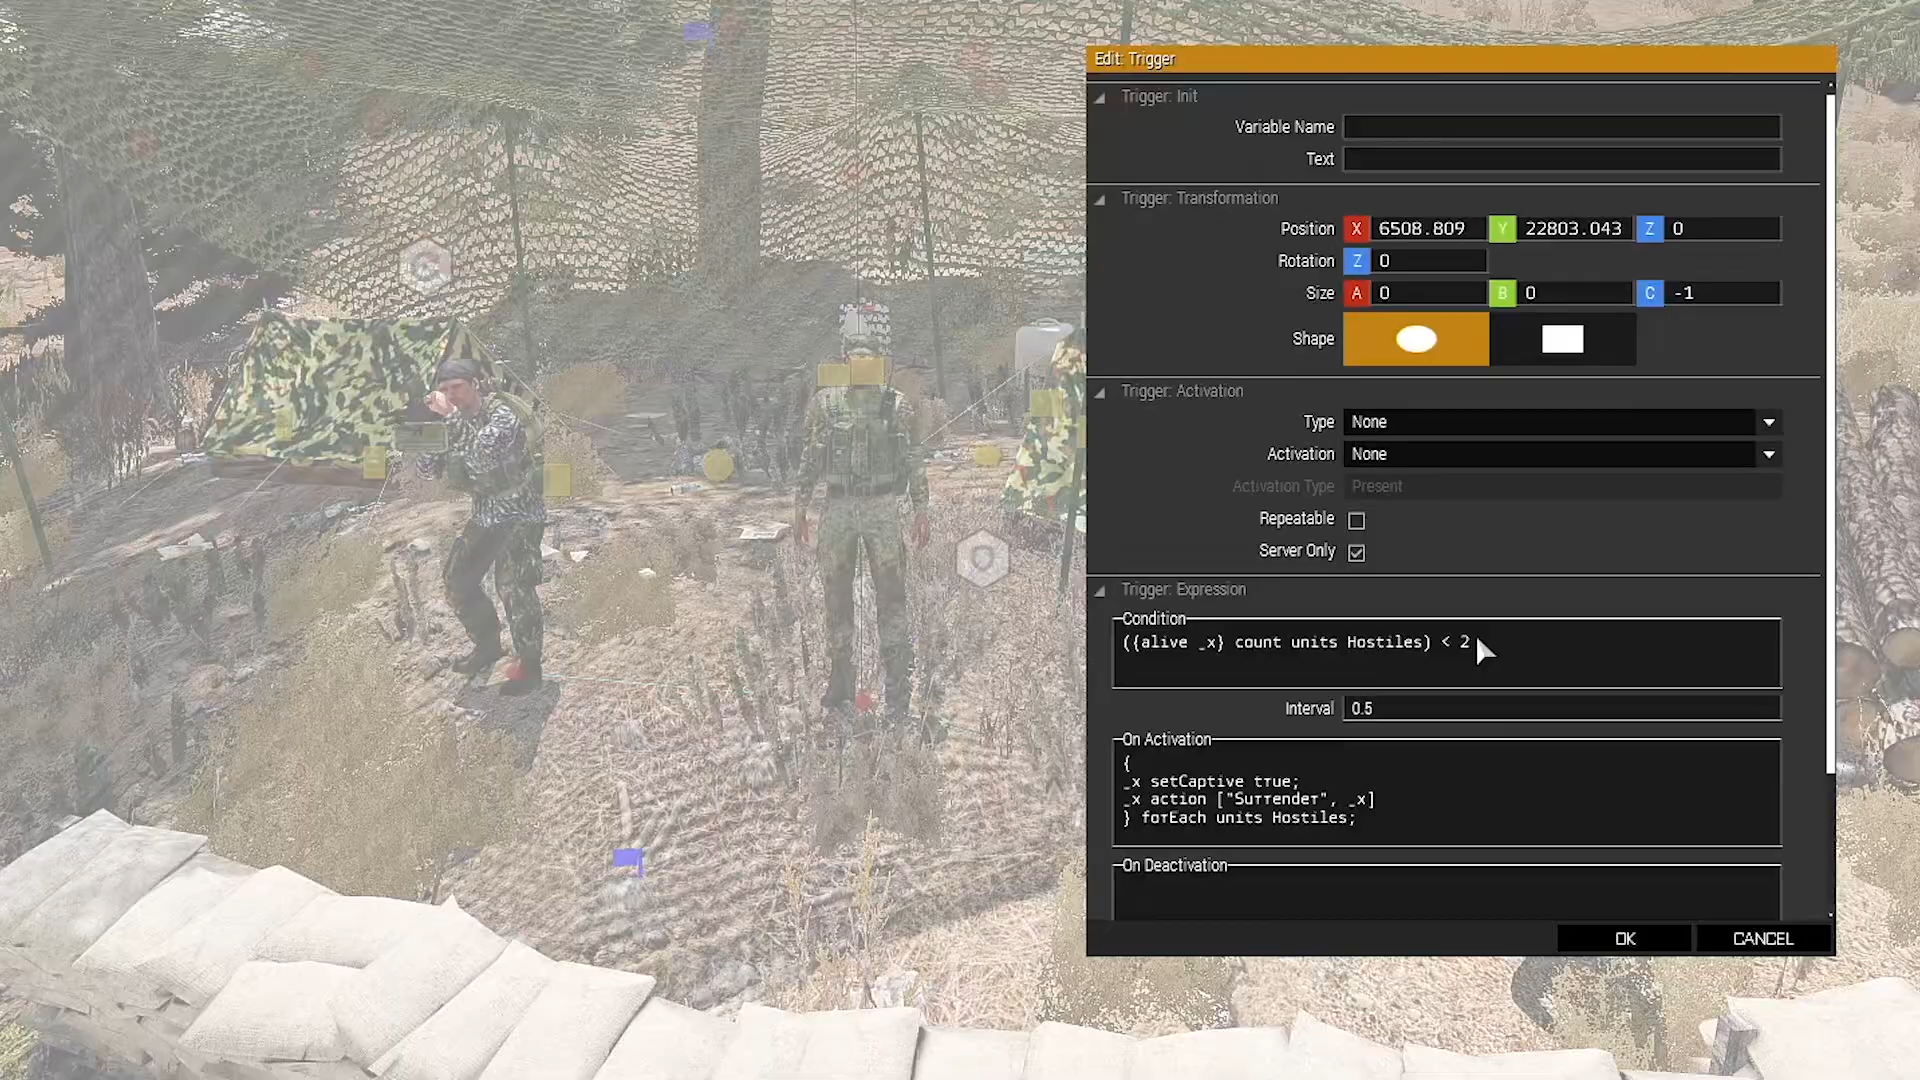 Edit: Trigger
Trigger: Init
Variable Name
Text
Trigger: Transformation
Position X 6508.809 Y 22803.043 Z 0
Rotation Z 0
Size A 0 B 0 C -1
Shape
Trigger: Activation
Type None
Activation None
Activation Type Present
Repeatable
Server Only
Trigger: Expression
Condition
({alive _x} count units Hostiles) < 2
Interval 0.5
On Activation
{
_x setCaptive true;
_x action ["Surrender", _x]
} forEach units Hostiles;
On Deactivation
OK CANCEL